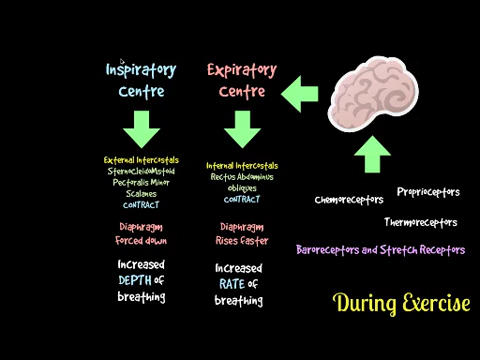 Inspiratory
Centre
External Intercostals
SternocleidoMstoid
Pectoralis Minor
Scalanes
CONTRACT
Diaphragm
Forced down
Increased
DEPTH of
breathing
Expiratory
Centre
Internal Intercostals
Rectus Abdominus
obliques
CONTRACT
Diaphragm
Rises faster
Increased
RATE of
breathing
Chemoreceptors
Proprioceptors
Thermoreceptors
Baroreceptors and Stretch Receptors
During Exercise